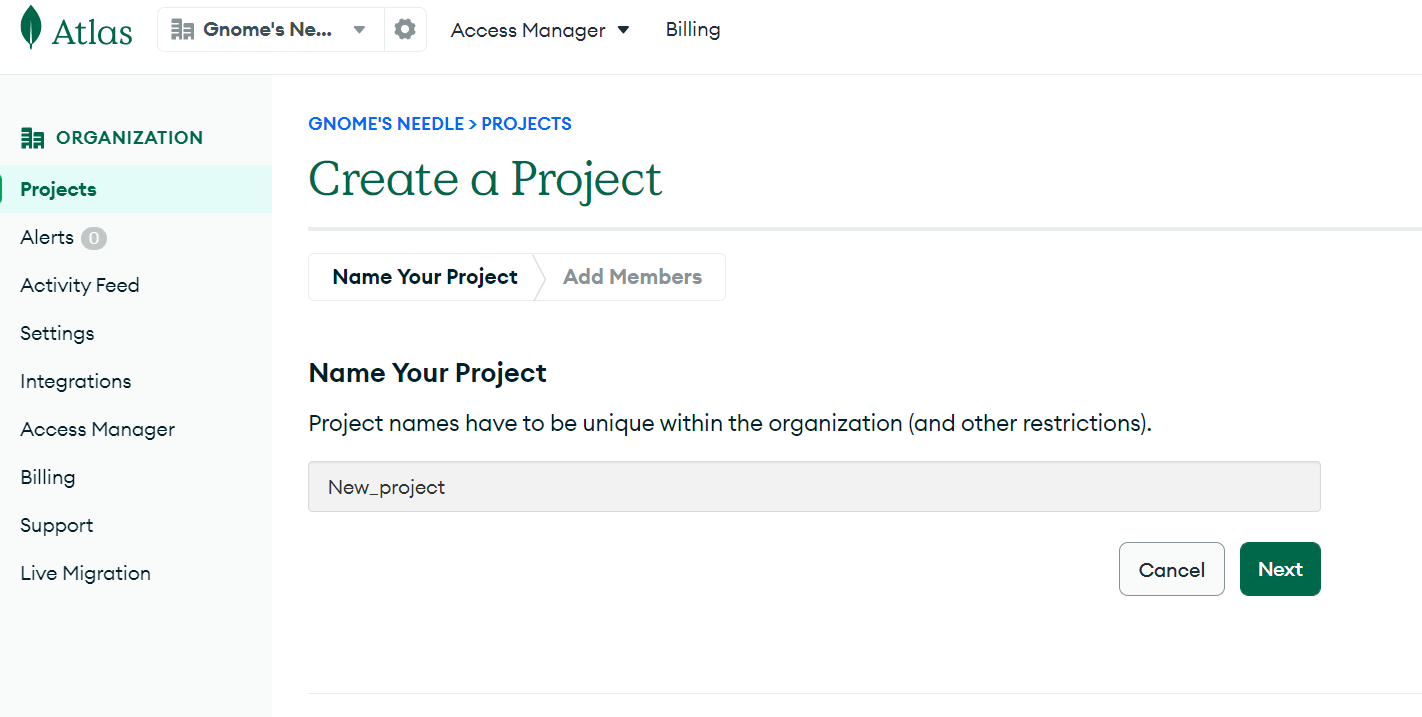 Atlas
Gnome's Ne...
Access Manager
Billing
ORGANIZATION
Projects
Alerts 0
Activity Feed
Settings
Integrations
Access Manager
Billing
Support
Live Migration
GNOME'S NEEDLE > PROJECTS
Create a Project
Name Your Project
Add Members
Name Your Project
Project names have to be unique within the organization (and other restrictions).
New_project
Cancel
Next